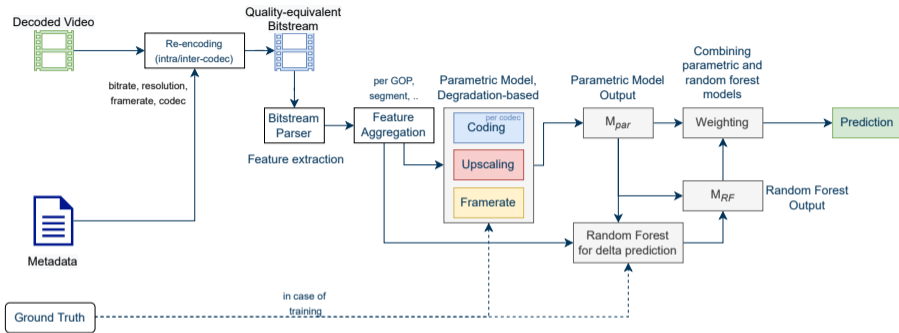 Decoded Video
Re-encoding
(intra/inter-codec)
Quality-equivalent
Bitstream
bitrate, resolution,
framerate, codec
Metadata
Bitstream
Parser
Feature extraction
per GOP,
segment, ..
Feature
Aggregation
Parametric Model,
Degradation-based
per codec
Coding
Upscaling
Framerate
Parametric Model
Output
M_par
Combining
parametric and
random forest
models
Weighting
Prediction
M_RF
Random Forest
Output
Random Forest
for delta prediction
Ground Truth
in case of
training